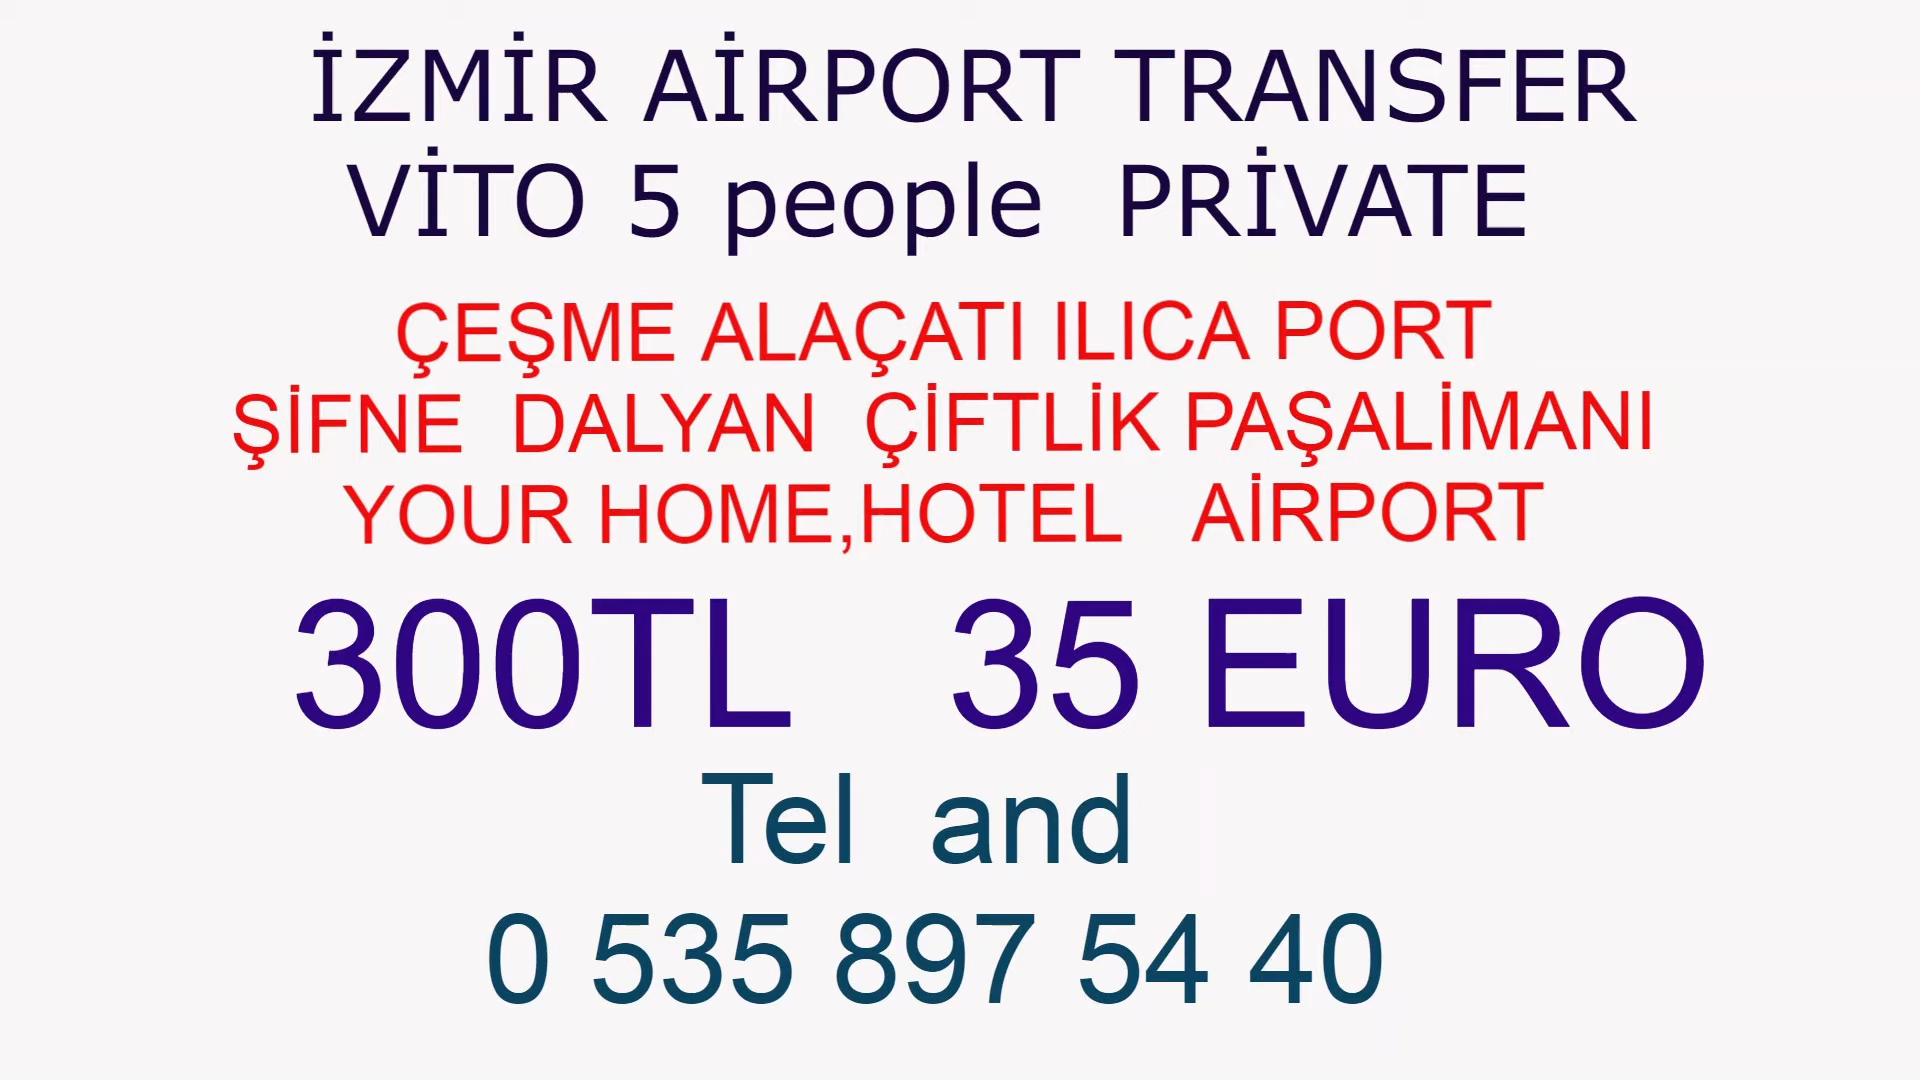 İZMİR AİRPORT TRANSFER
VİTO 5 people PRİVATE
ÇEŞME ALAÇATI ILICA PORT
ŞİFNE DALYAN ÇİFTLİK PAŞALİMANI
YOUR HOME,HOTEL AİRPORT
300TL 35 EURO
Tel and
0 535 897 54 40